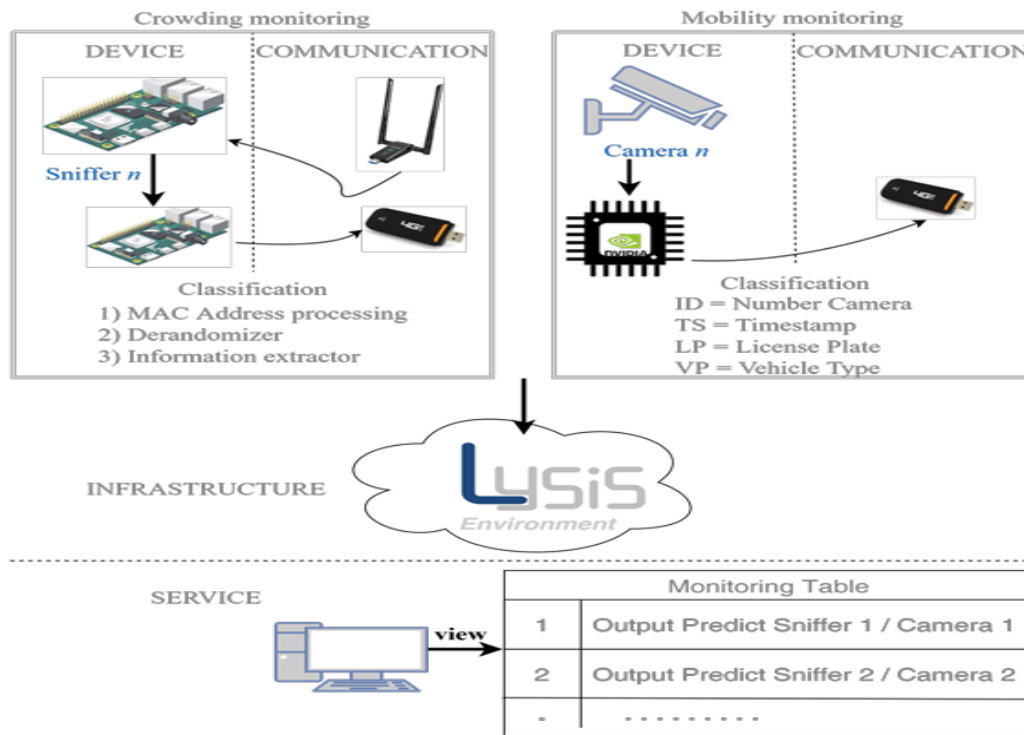 Crowding monitoring
DEVICE
COMMUNICATION
Sniffer n
4G
Classification
1) MAC Address processing
2) Derandomizer
3) Information extractor
Mobility monitoring
DEVICE
COMMUNICATION
Camera n
NVIDIA
4G
Classification
ID = Number Camera
TS = Timestamp
LP = License Plate
VP = Vehicle Type
INFRASTRUCTURE
Lysis
Environment
SERVICE
view
Monitoring Table
1 Output Predict Sniffer 1 / Camera 1
2 Output Predict Sniffer 2 / Camera 2
. . . . . . . . . .